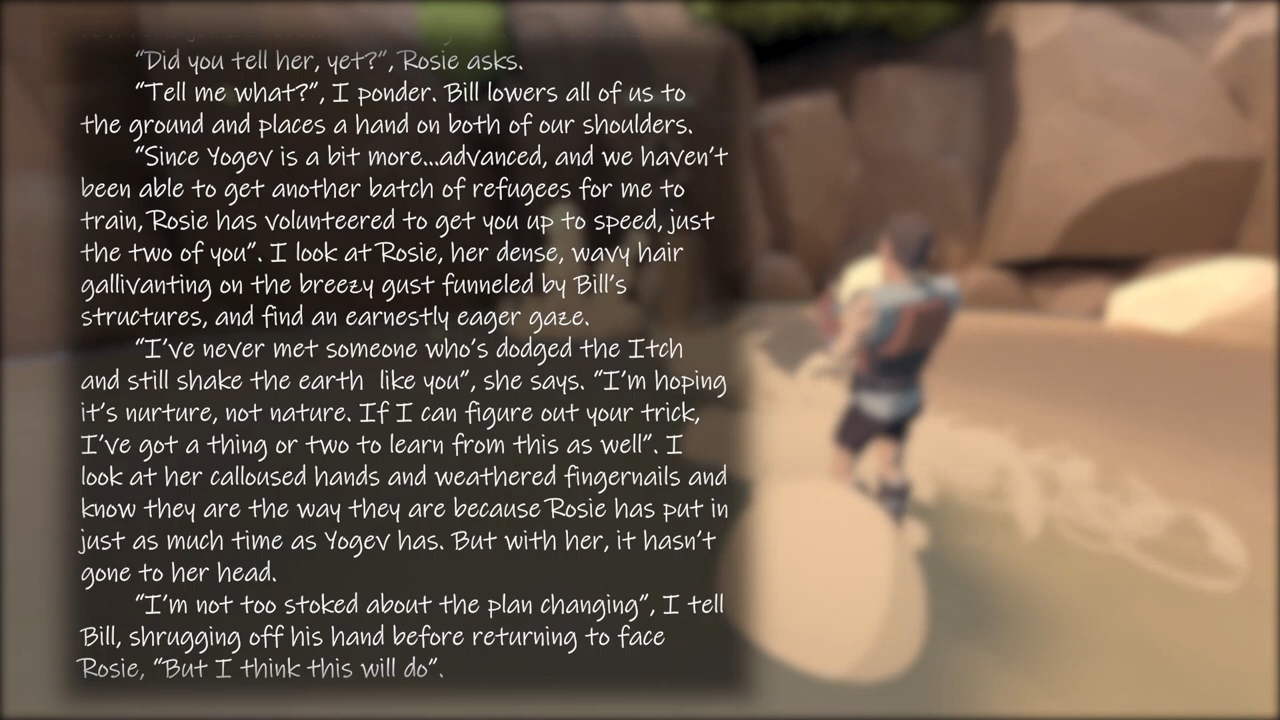 "Did you tell her, yet?", Rosie asks.
"Tell me what?", I ponder. Bill lowers all of us to
the ground and places a hand on both of our shoulders.
"Since Yogev is a bit more...advanced, and we haven't
been able to get another batch of refugees for me to
train, Rosie has volunteered to get you up to speed, just
the two of you". I look at Rosie, her dense, wavy hair
gallivanting on the breezy gust funneled by Bill's
structures, and find an earnestly eager gaze.
"I've never met someone who's dodged the Itch
and still shake the earth  like you", she says. "I'm hoping
it's nurture, not nature. If I can figure out your trick,
I've got a thing or two to learn from this as well". I
look at her calloused hands and weathered fingernails and
know they are the way they are because Rosie has put in
just as much time as Yogev has. But with her, it hasn't
gone to her head.
"I'm not too stoked about the plan changing", I tell
Bill, shrugging off his hand before returning to face
Rosie, "But I think this will do".